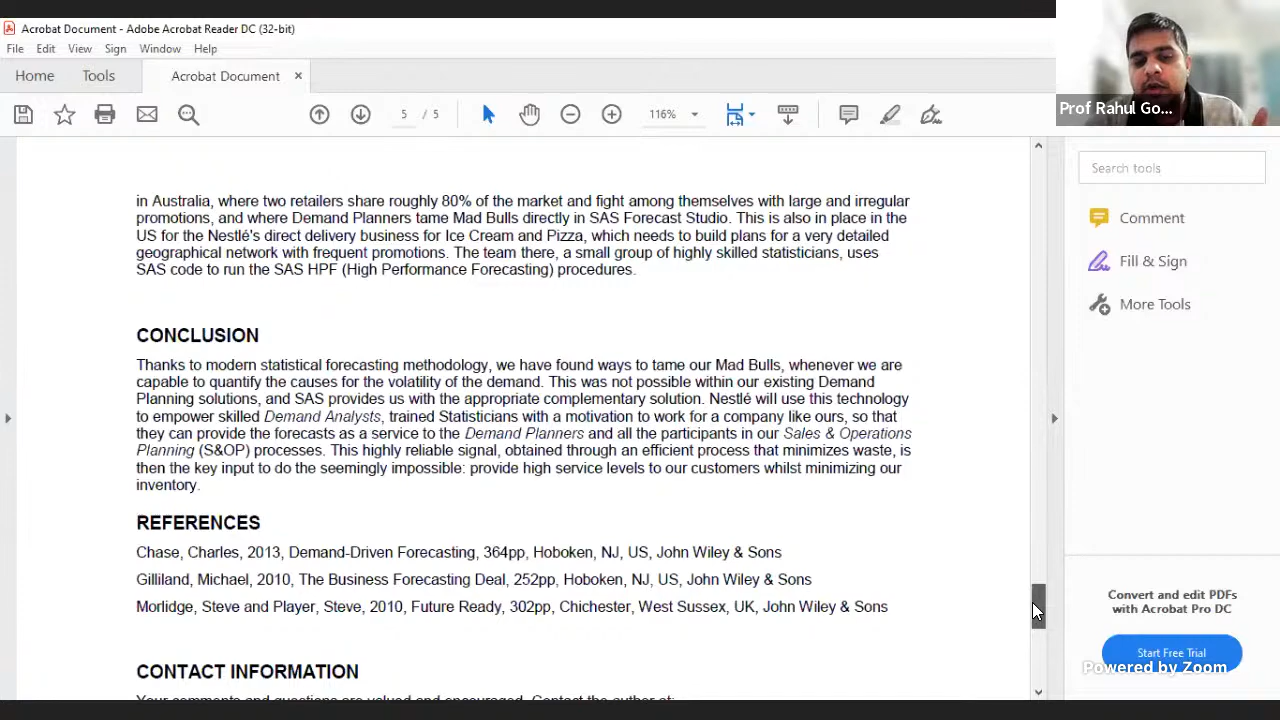 Acrobat Document - Adobe Acrobat Reader DC (32-bit)
File Edit View Sign Window Help
Home Tools Acrobat Document ×
5 / 5 116%
Prof Rahul Go...
Search tools
Comment
Fill & Sign
More Tools
in Australia, where two retailers share roughly 80% of the market and fight among themselves with large and irregular
promotions, and where Demand Planners tame Mad Bulls directly in SAS Forecast Studio. This is also in place in the
US for the Nestlé's direct delivery business for Ice Cream and Pizza, which needs to build plans for a very detailed
geographical network with frequent promotions. The team there, a small group of highly skilled statisticians, uses
SAS code to run the SAS HPF (High Performance Forecasting) procedures.
CONCLUSION
Thanks to modern statistical forecasting methodology, we have found ways to tame our Mad Bulls, whenever we are
capable to quantify the causes for the volatility of the demand. This was not possible within our existing Demand
Planning solutions, and SAS provides us with the appropriate complementary solution. Nestlé will use this technology
to empower skilled Demand Analysts, trained Statisticians with a motivation to work for a company like ours, so that
they can provide the forecasts as a service to the Demand Planners and all the participants in our Sales & Operations
Planning (S&OP) processes. This highly reliable signal, obtained through an efficient process that minimizes waste, is
then the key input to do the seemingly impossible: provide high service levels to our customers whilst minimizing our
inventory.
REFERENCES
Chase, Charles, 2013, Demand-Driven Forecasting, 364pp, Hoboken, NJ, US, John Wiley & Sons
Gilliland, Michael, 2010, The Business Forecasting Deal, 252pp, Hoboken, NJ, US, John Wiley & Sons
Morlidge, Steve and Player, Steve, 2010, Future Ready, 302pp, Chichester, West Sussex, UK, John Wiley & Sons
CONTACT INFORMATION
Your comments and questions are valued and encouraged. Contact the author at:
Convert and edit PDFs
with Acrobat Pro DC
Start Free Trial
Powered by Zoom